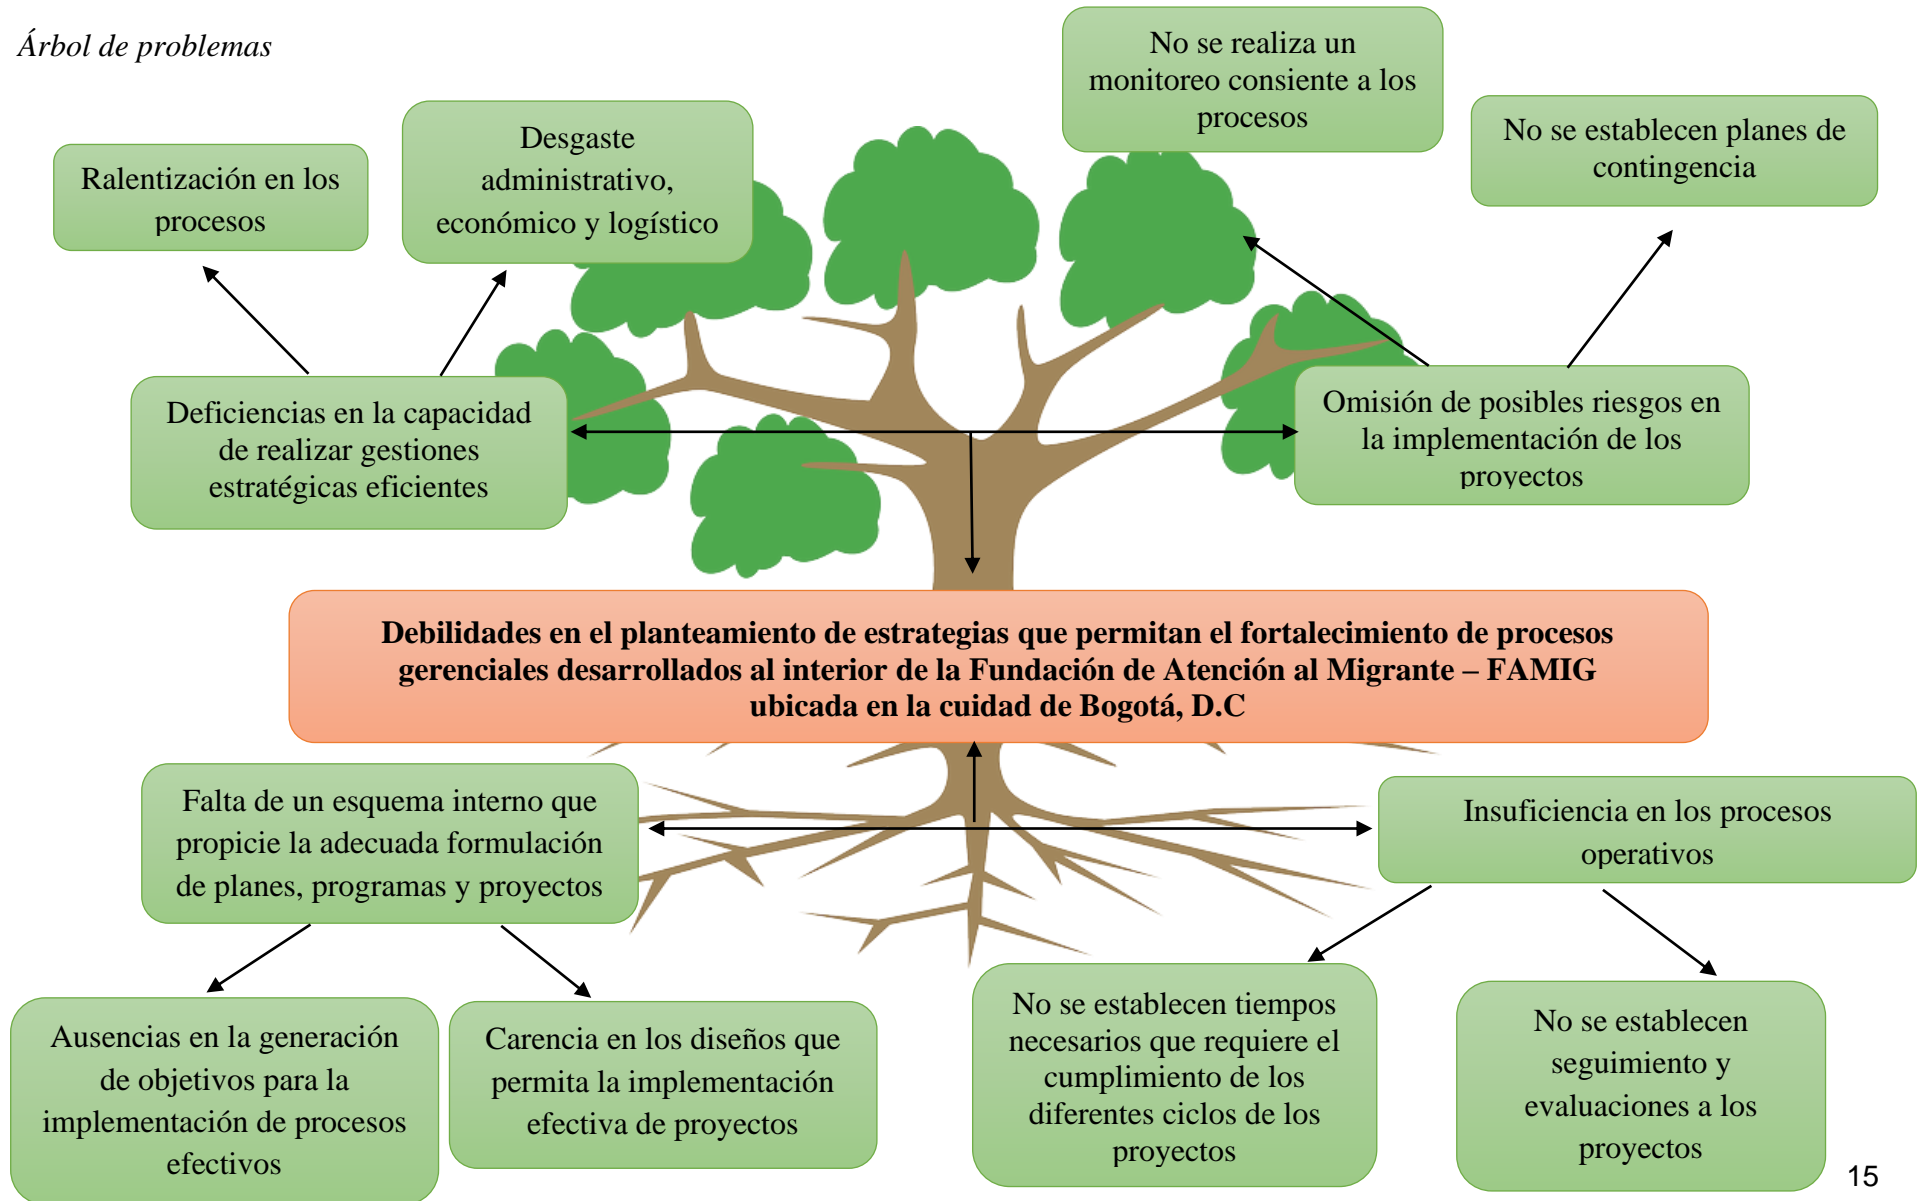 Árbol de problemas
No se realiza un
monitoreo consiente a los
procesos
No se establecen planes de
contingencia
Desgaste
administrativo,
económico y logístico
Ralentización en los
procesos
Deficiencias en la capacidad
de realizar gestiones
estratégicas eficientes
Omisión de posibles riesgos en
la implementación de los
proyectos
Debilidades en el planteamiento de estrategias que permitan el fortalecimiento de procesos
gerenciales desarrollados al interior de la Fundación de Atención al Migrante – FAMIG
ubicada en la cuidad de Bogotá, D.C
Falta de un esquema interno que
propicie la adecuada formulación
de planes, programas y proyectos
Insuficiencia en los procesos
operativos
Ausencias en la generación
de objetivos para la
implementación de procesos
efectivos
Carencia en los diseños que
permita la implementación
efectiva de proyectos
No se establecen tiempos
necesarios que requiere el
cumplimiento de los
diferentes ciclos de los
proyectos
No se establecen
seguimiento y
evaluaciones a los
proyectos
15